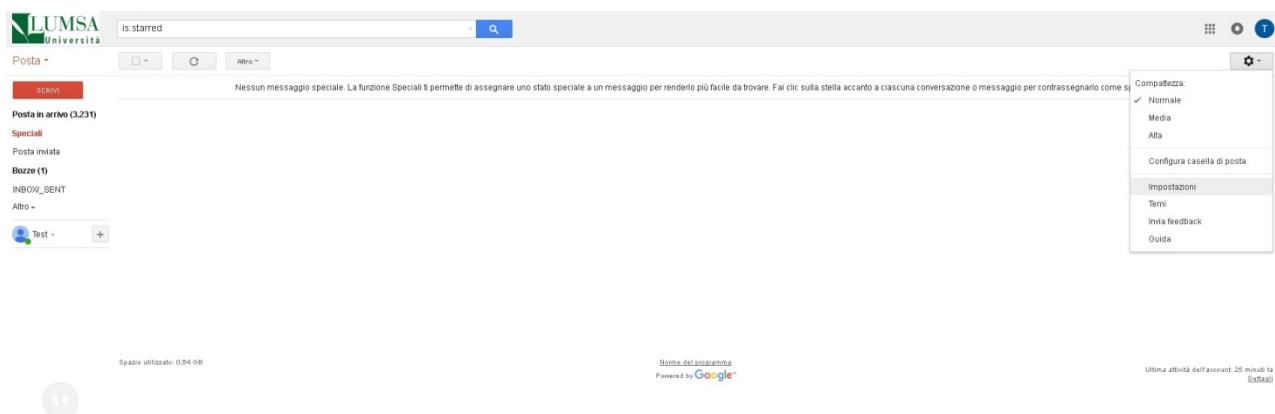 LUMSA
Università
is:starred
T
Posta
Altro
SCRIVI
Nessun messaggio speciale. La funzione Speciali ti permette di assegnare uno stato speciale a un messaggio per renderlo più facile da trovare. Fai clic sulla stella accanto a ciascuna conversazione o messaggio per contrassegnarlo come
Posta in arrivo (3.231)
Speciali
Posta inviata
Bozze (1)
INBOX/_SENT
Altro
Test
Compattezza:
Normale
Media
Alta
Configura casella di posta
Impostazioni
Temi
Invia feedback
Guida
Spazio utilizzato: 0,54 GB
Norme del programma
Powered by Google™
Ultima attività dell'account: 25 minuti fa
Dettagli